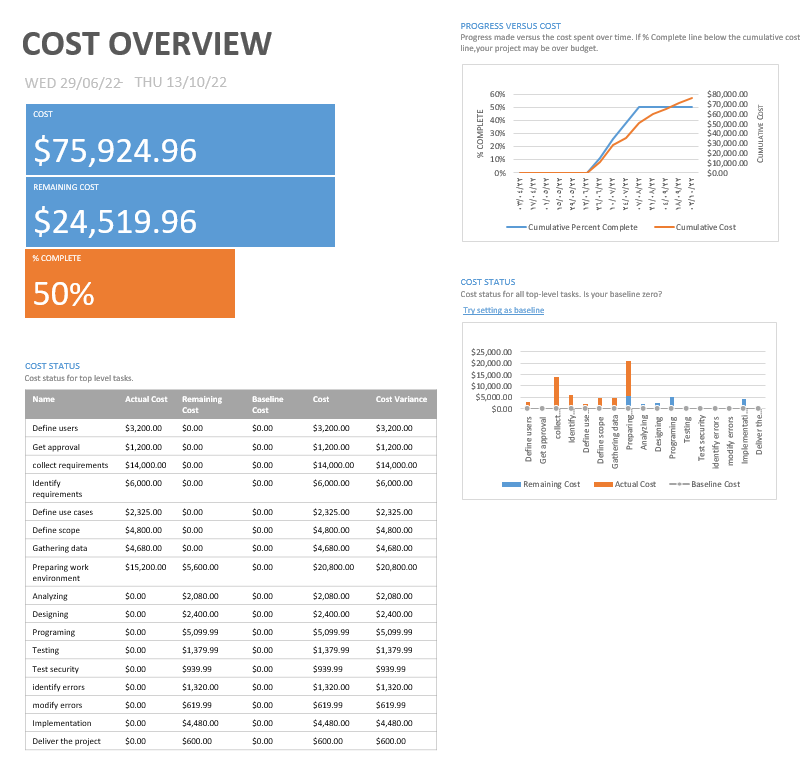 COST OVERVIEW
WED 29/06/22- THU 13/10/22
COST
$75,924.96
REMAINING COST
$24,519.96
% COMPLETE
50%
COST STATUS
Cost status for top level tasks.
Name Actual Cost Remaining Cost Baseline Cost Cost Cost Variance
Define users $3,200.00 $0.00 $0.00 $3,200.00 $3,200.00
Get approval $1,200.00 $0.00 $0.00 $1,200.00 $1,200.00
collect requirements $14,000.00 $0.00 $0.00 $14,000.00 $14,000.00
Identify requirements $6,000.00 $0.00 $0.00 $6,000.00 $6,000.00
Define use cases $2,325.00 $0.00 $0.00 $2,325.00 $2,325.00
Define scope $4,800.00 $0.00 $0.00 $4,800.00 $4,800.00
Gathering data $4,680.00 $0.00 $0.00 $4,680.00 $4,680.00
Preparing work environment $15,200.00 $5,600.00 $0.00 $20,800.00 $20,800.00
Analyzing $0.00 $2,080.00 $0.00 $2,080.00 $2,080.00
Designing $0.00 $2,400.00 $0.00 $2,400.00 $2,400.00
Programing $0.00 $5,099.99 $0.00 $5,099.99 $5,099.99
Testing $0.00 $1,379.99 $0.00 $1,379.99 $1,379.99
Test security $0.00 $939.99 $0.00 $939.99 $939.99
identify errors $0.00 $1,320.00 $0.00 $1,320.00 $1,320.00
modify errors $0.00 $619.99 $0.00 $619.99 $619.99
Implementation $0.00 $4,480.00 $0.00 $4,480.00 $4,480.00
Deliver the project $0.00 $600.00 $0.00 $600.00 $600.00
PROGRESS VERSUS COST
Progress made versus the cost spent over time. If % Complete line below the cumulative cost
line,your project may be over budget.
% COMPLETE
60%
50%
40%
30%
20%
10%
0%
$80,000.00
$70,000.00
$60,000.00
$50,000.00
$40,000.00
$30,000.00
$20,000.00
$10,000.00
$0.00
CUMULATIVE COST
Cumulative Percent Complete Cumulative Cost
COST STATUS
Cost status for all top-level tasks. Is your baseline zero?
Try setting as baseline
$25,000.00
$20,000.00
$15,000.00
$10,000.00
$5,000.00
$0.00
Define users
Get approval
collect…
Identify…
Define use…
Define scope
Gathering data
Preparing…
Analyzing
Designing
Programing
Testing
Test security
identify errors
modify errors
Implementati…
Deliver the…
Remaining Cost Actual Cost Baseline Cost